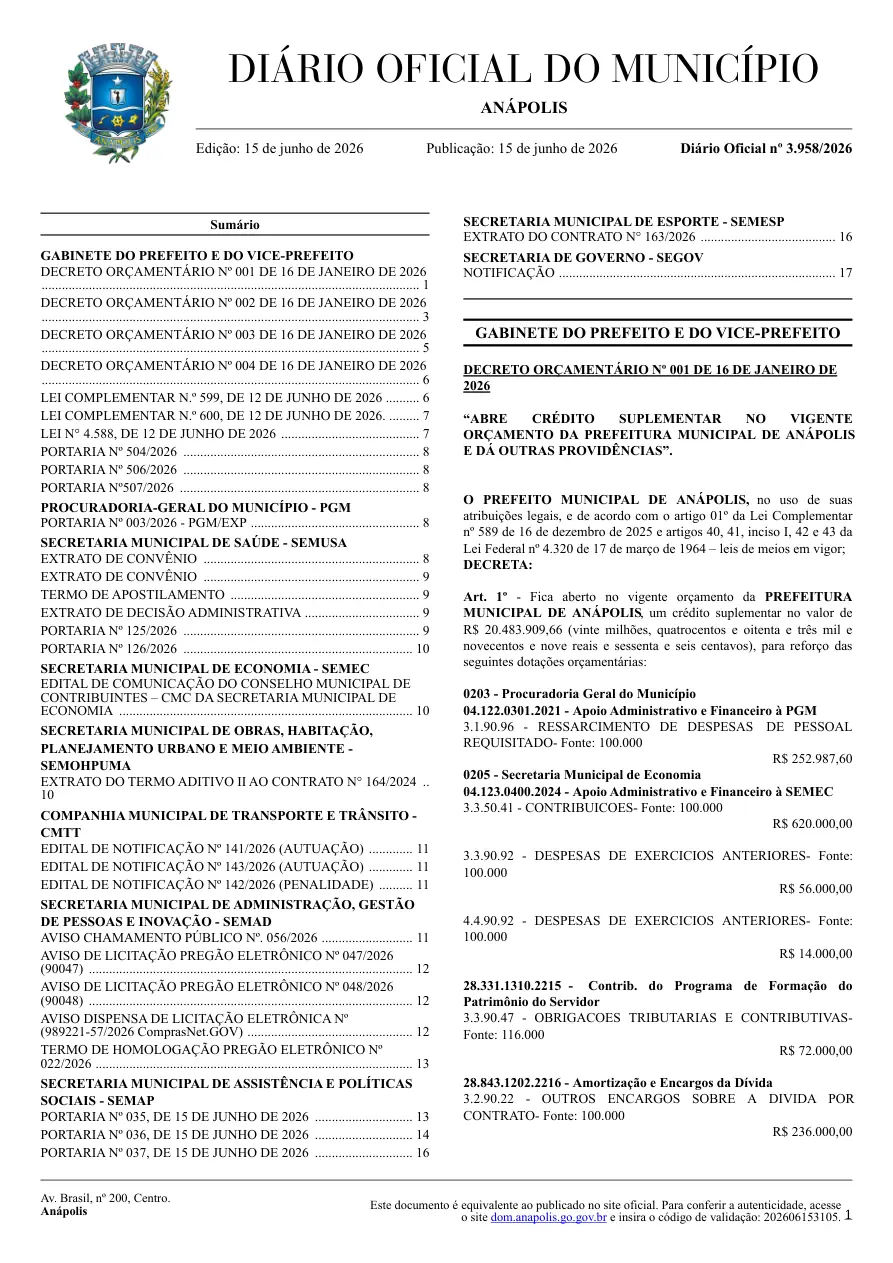 DIÁRIO OFICIAL DO MUNICÍPIO
ANÁPOLIS
Edição: 15 de junho de 2026 Publicação: 15 de junho de 2026 Diário Oficial nº 3.958/2026
ANÁPOLIS
Sumário
GABINETE DO PREFEITO E DO VICE-PREFEITO
DECRETO ORÇAMENTÁRIO Nº 001 DE 16 DE JANEIRO DE 2026
................................................................................................................. 1
DECRETO ORÇAMENTÁRIO Nº 002 DE 16 DE JANEIRO DE 2026
................................................................................................................. 3
DECRETO ORÇAMENTÁRIO Nº 003 DE 16 DE JANEIRO DE 2026
................................................................................................................. 5
DECRETO ORÇAMENTÁRIO Nº 004 DE 16 DE JANEIRO DE 2026
................................................................................................................. 6
LEI COMPLEMENTAR N.º 599, DE 12 DE JUNHO DE 2026 .......... 6
LEI COMPLEMENTAR N.º 600, DE 12 DE JUNHO DE 2026. ......... 7
LEI N° 4.588, DE 12 DE JUNHO DE 2026 ......................................... 7
PORTARIA Nº 504/2026 ...................................................................... 8
PORTARIA Nº 506/2026 ...................................................................... 8
PORTARIA Nº507/2026 ....................................................................... 8
PROCURADORIA-GERAL DO MUNICÍPIO - PGM
PORTARIA Nº 003/2026 - PGM/EXP .................................................. 8
SECRETARIA MUNICIPAL DE SAÚDE - SEMUSA
EXTRATO DE CONVÊNIO ................................................................ 8
EXTRATO DE CONVÊNIO ................................................................ 9
TERMO DE APOSTILAMENTO ........................................................ 9
EXTRATO DE DECISÃO ADMINISTRATIVA .................................. 9
PORTARIA Nº 125/2026 ...................................................................... 9
PORTARIA Nº 126/2026 .................................................................... 10
SECRETARIA MUNICIPAL DE ECONOMIA - SEMEC
EDITAL DE COMUNICAÇÃO DO CONSELHO MUNICIPAL DE
CONTRIBUINTES – CMC DA SECRETARIA MUNICIPAL DE
ECONOMIA ....................................................................................... 10
SECRETARIA MUNICIPAL DE OBRAS, HABITAÇÃO,
PLANEJAMENTO URBANO E MEIO AMBIENTE -
SEMOHPUMA
EXTRATO DO TERMO ADITIVO II AO CONTRATO N° 164/2024 ..
10
COMPANHIA MUNICIPAL DE TRANSPORTE E TRÂNSITO -
CMTT
EDITAL DE NOTIFICAÇÃO Nº 141/2026 (AUTUAÇÃO) ............. 11
EDITAL DE NOTIFICAÇÃO Nº 143/2026 (AUTUAÇÃO) ............. 11
EDITAL DE NOTIFICAÇÃO Nº 142/2026 (PENALIDADE) .......... 11
SECRETARIA MUNICIPAL DE ADMINISTRAÇÃO, GESTÃO
DE PESSOAS E INOVAÇÃO - SEMAD
AVISO CHAMAMENTO PÚBLICO Nº. 056/2026 ........................... 11
AVISO DE LICITAÇÃO PREGÃO ELETRÔNICO Nº 047/2026
(90047) ................................................................................................ 12
AVISO DE LICITAÇÃO PREGÃO ELETRÔNICO Nº 048/2026
(90048) ................................................................................................ 12
AVISO DISPENSA DE LICITAÇÃO ELETRÔNICA Nº
(989221-57/2026 ComprasNet.GOV) ................................................. 12
TERMO DE HOMOLOGAÇÃO PREGÃO ELETRÔNICO Nº
022/2026 .............................................................................................. 13
SECRETARIA MUNICIPAL DE ASSISTÊNCIA E POLÍTICAS
SOCIAIS - SEMAP
PORTARIA Nº 035, DE 15 DE JUNHO DE 2026 ............................. 13
PORTARIA Nº 036, DE 15 DE JUNHO DE 2026 ............................. 14
PORTARIA Nº 037, DE 15 DE JUNHO DE 2026 ............................. 16
SECRETARIA MUNICIPAL DE ESPORTE - SEMESP
EXTRATO DO CONTRATO N° 163/2026 ........................................ 16
SECRETARIA DE GOVERNO - SEGOV
NOTIFICAÇÃO .................................................................................. 17
GABINETE DO PREFEITO E DO VICE-PREFEITO
DECRETO ORÇAMENTÁRIO Nº 001 DE 16 DE JANEIRO DE
2026
“ABRE CRÉDITO SUPLEMENTAR NO VIGENTE
ORÇAMENTO DA PREFEITURA MUNICIPAL DE ANÁPOLIS
E DÁ OUTRAS PROVIDÊNCIAS”.
O PREFEITO MUNICIPAL DE ANÁPOLIS, no uso de suas
atribuições legais, e de acordo com o artigo 01º da Lei Complementar
nº 589 de 16 de dezembro de 2025 e artigos 40, 41, inciso I, 42 e 43 da
Lei Federal nº 4.320 de 17 de março de 1964 – leis de meios em vigor;
DECRETA:
Art. 1º - Fica aberto no vigente orçamento da PREFEITURA
MUNICIPAL DE ANÁPOLIS, um crédito suplementar no valor de
R$ 20.483.909,66 (vinte milhões, quatrocentos e oitenta e três mil e
novecentos e nove reais e sessenta e seis centavos), para reforço das
seguintes dotações orçamentárias:
0203 - Procuradoria Geral do Município
04.122.0301.2021 - Apoio Administrativo e Financeiro à PGM
3.1.90.96 - RESSARCIMENTO DE DESPESAS DE PESSOAL
REQUISITADO- Fonte: 100.000
R$ 252.987,60
0205 - Secretaria Municipal de Economia
04.123.0400.2024 - Apoio Administrativo e Financeiro à SEMEC
3.3.50.41 - CONTRIBUICOES- Fonte: 100.000
R$ 620.000,00
3.3.90.92 - DESPESAS DE EXERCICIOS ANTERIORES- Fonte:
100.000
R$ 56.000,00
4.4.90.92 - DESPESAS DE EXERCICIOS ANTERIORES- Fonte:
100.000
R$ 14.000,00
28.331.1310.2215 - Contrib. do Programa de Formação do
Patrimônio do Servidor
3.3.90.47 - OBRIGACOES TRIBUTARIAS E CONTRIBUTIVAS-
Fonte: 116.000
R$ 72.000,00
28.843.1202.2216 - Amortização e Encargos da Dívida
3.2.90.22 - OUTROS ENCARGOS SOBRE A DIVIDA POR
CONTRATO- Fonte: 100.000
R$ 236.000,00
Av. Brasil, nº 200, Centro.
Anápolis
Este documento é equivalente ao publicado no site oficial. Para conferir a autenticidade, acesse
o site dom.anapolis.go.gov.br e insira o código de validação: 202606153105. 1